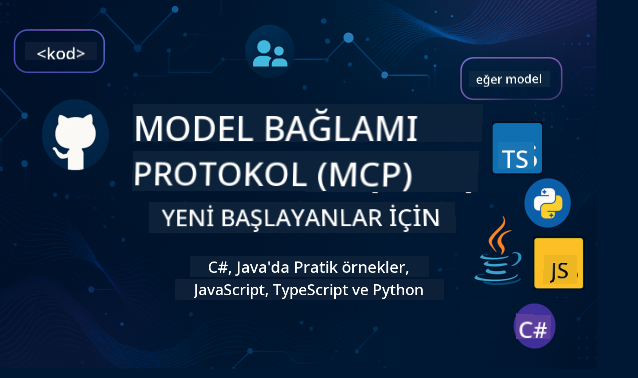 <kod>
eğer model
MODEL BAĞLAMI
PROTOKOL (MCP)
YENİ BAŞLAYANLAR İÇİN
C#, Java'da Pratik örnekler,
JavaScript, TypeScript ve Python
TS
JS
C#